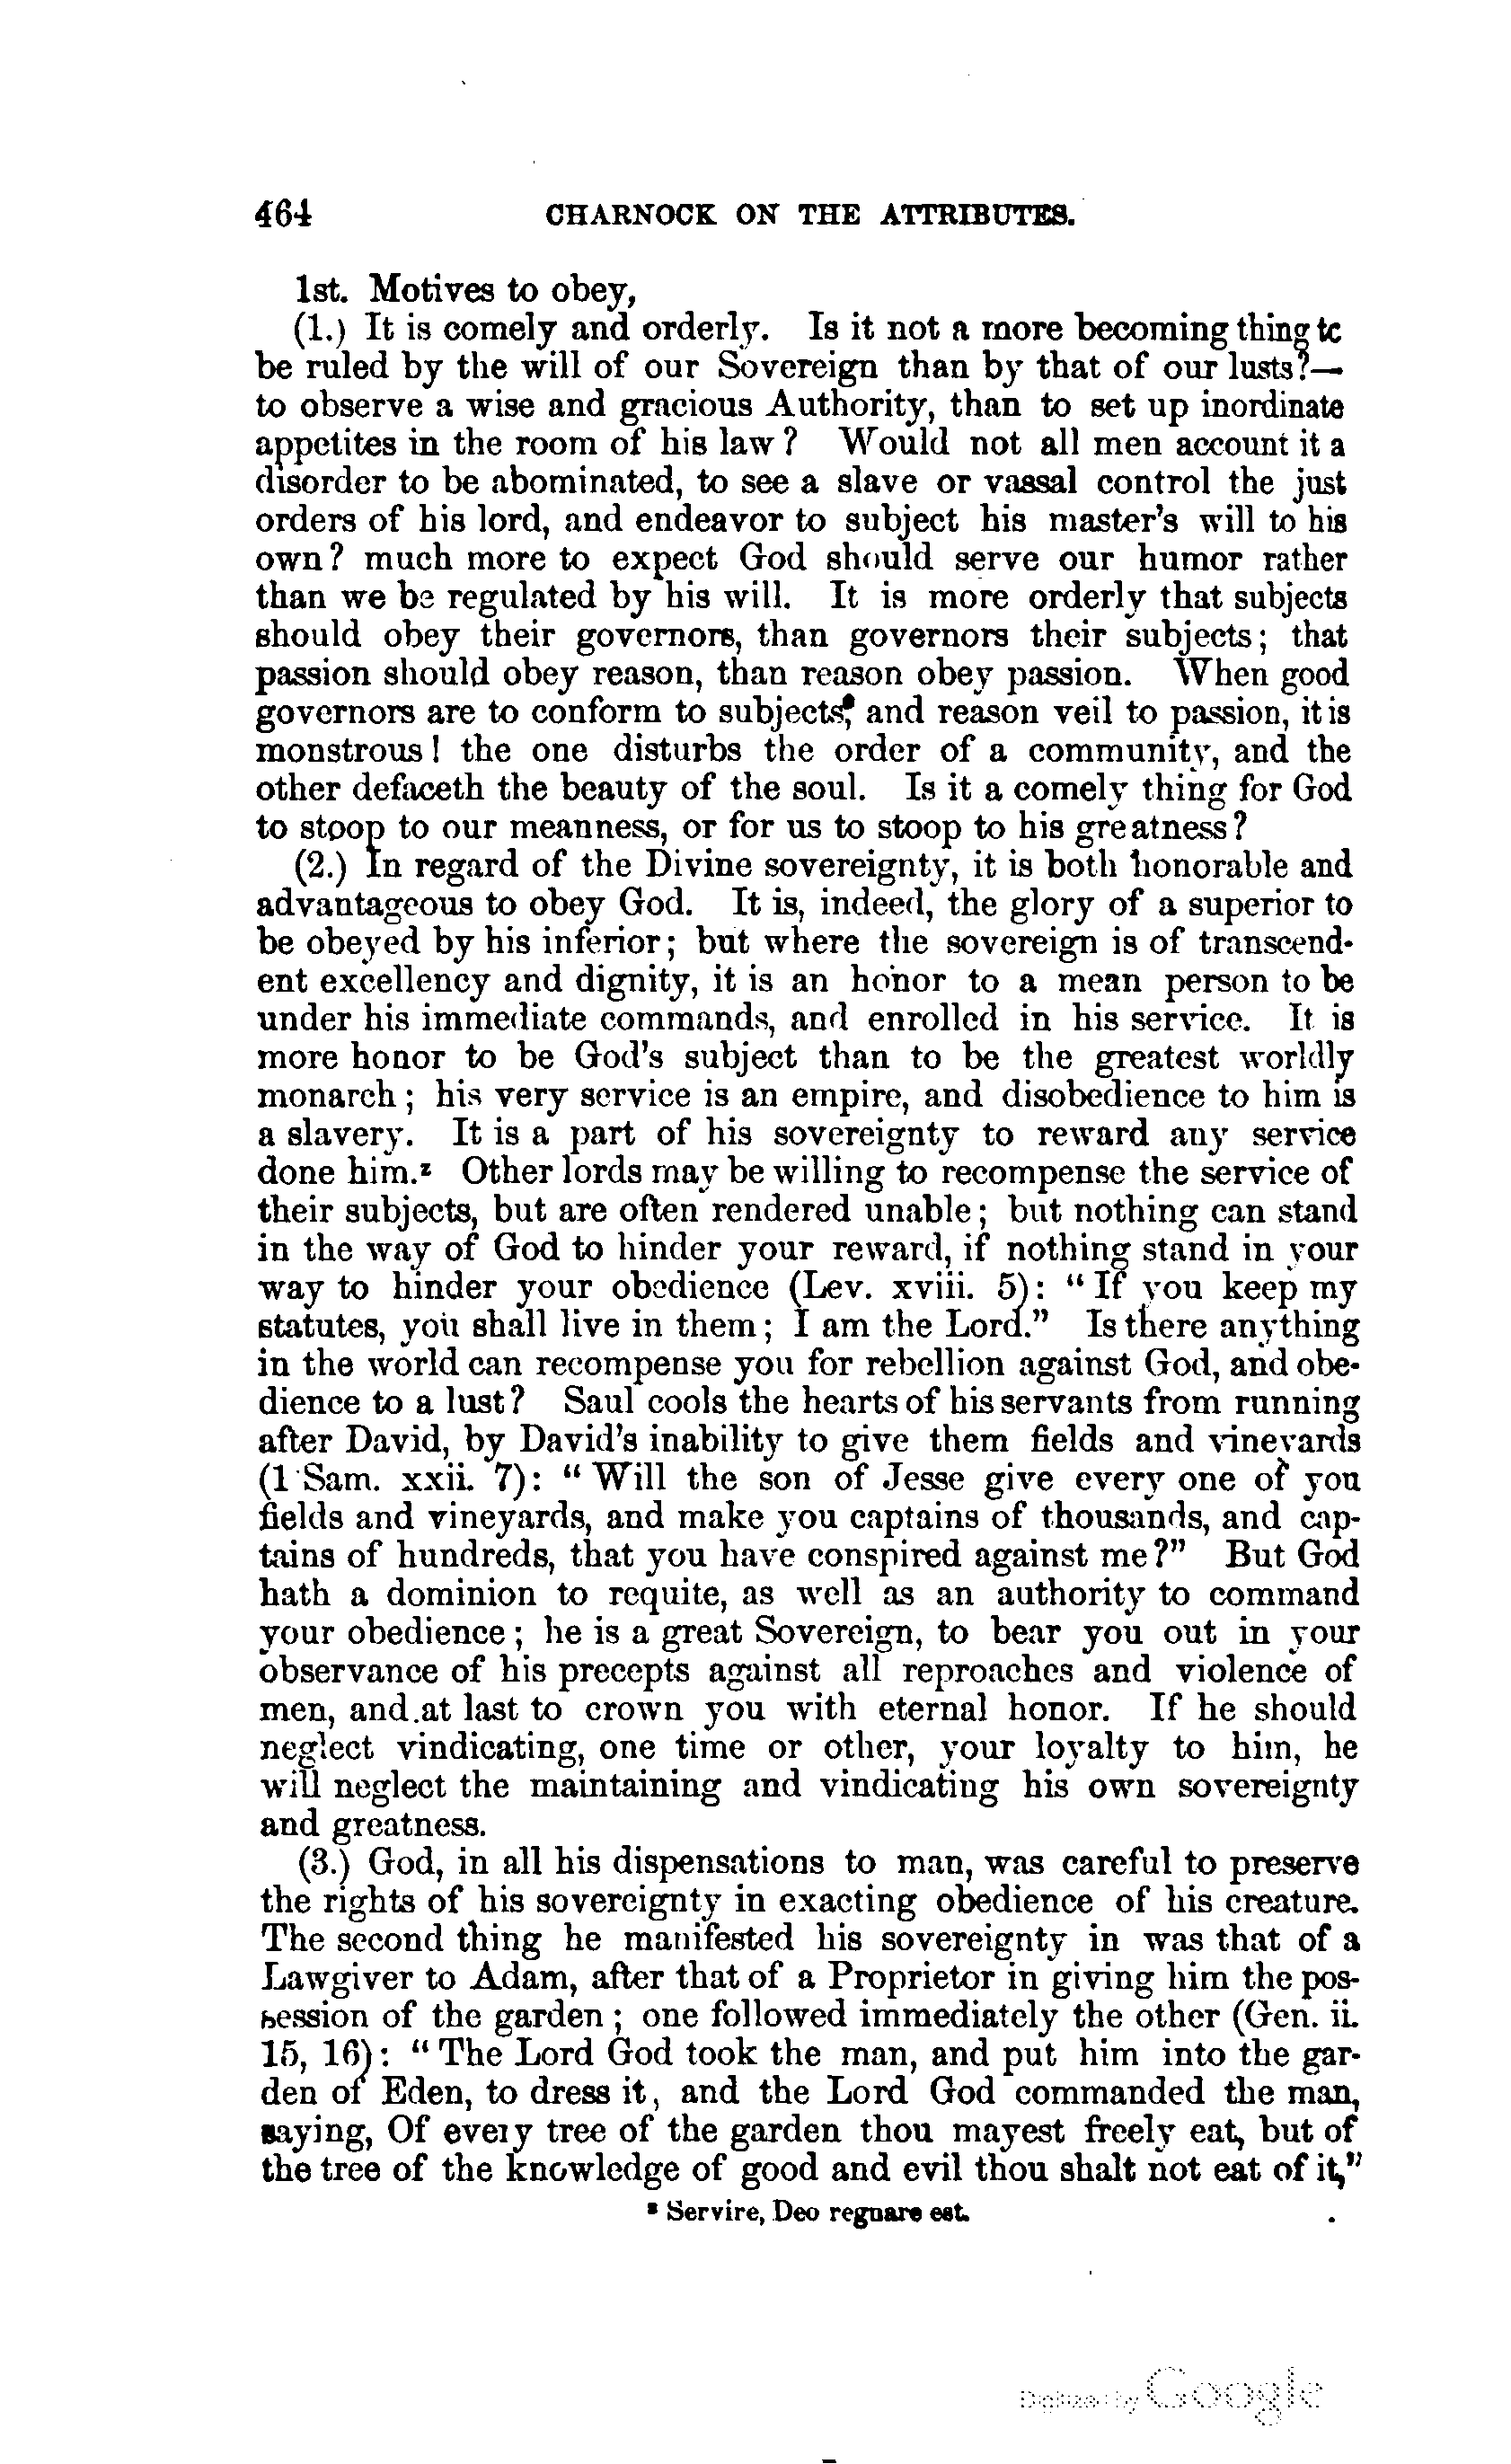 464 CHARNOCK ON THE ATTRIBUTES.
1st. Motives to obey,
(1.) It is comely and orderly. Is it not a more becoming thing to
be ruled by the will of our Sovereign than by that of our lusts?—
to observe a wise and gracious Authority, than to set up inordinate
appetites in the room of his law? Would not all men account it a
disorder to be abominated, to see a slave or vassal control the just
orders of his lord, and endeavor to subject his master's will to his
own? much more to expect God should serve our humor rather
than we be regulated by his will. It is more orderly that subjects
should obey their governors, than governors their subjects; that
passion should obey reason, than reason obey passion. When good
governors are to conform to subjects, and reason veil to passion, it is
monstrous! the one disturbs the order of a community, and the
other defaceth the beauty of the soul. Is it a comely thing for God
to stoop to our meanness, or for us to stoop to his greatness?
(2.) In regard of the Divine sovereignty, it is both honorable and
advantageous to obey God. It is, indeed, the glory of a superior to
be obeyed by his inferior; but where the sovereign is of transcend-
ent excellency and dignity, it is an honor to a mean person to be
under his immediate commands, and enrolled in his service. It is
more honor to be God's subject than to be the greatest worldly
monarch; his very service is an empire, and disobedience to him is
a slavery. It is a part of his sovereignty to reward any service
done him.z Other lords may be willing to recompense the service of
their subjects, but are often rendered unable; but nothing can stand
in the way of God to hinder your reward, if nothing stand in your
way to hinder your obedience (Lev. xviii. 5): "If you keep my
statutes, you shall live in them; I am the Lord." Is there anything
in the world can recompense you for rebellion against God, and obe-
dience to a lust? Saul cools the hearts of his servants from running
after David, by David's inability to give them fields and vineyards
(1 Sam. xxii. 7): "Will the son of Jesse give every one of you
fields and vineyards, and make you captains of thousands, and cap-
tains of hundreds, that you have conspired against me?" But God
hath a dominion to requite, as well as an authority to command
your obedience; he is a great Sovereign, to bear you out in your
observance of his precepts against all reproaches and violence of
men, and at last to crown you with eternal honor. If he should
neglect vindicating, one time or other, your loyalty to him, he
will neglect the maintaining and vindicating his own sovereignty
and greatness.
(3.) God, in all his dispensations to man, was careful to preserve
the rights of his sovereignty in exacting obedience of his creature.
The second thing he manifested his sovereignty in was that of a
Lawgiver to Adam, after that of a Proprietor in giving him the pos-
session of the garden; one followed immediately the other (Gen. ii.
15, 16): "The Lord God took the man, and put him into the gar-
den of Eden, to dress it, and the Lord God commanded the man,
saying, Of every tree of the garden thou mayest freely eat, but of
the tree of the knowledge of good and evil thou shalt not eat of it,"
z Servire, Deo regnare est.
Digitized by Google